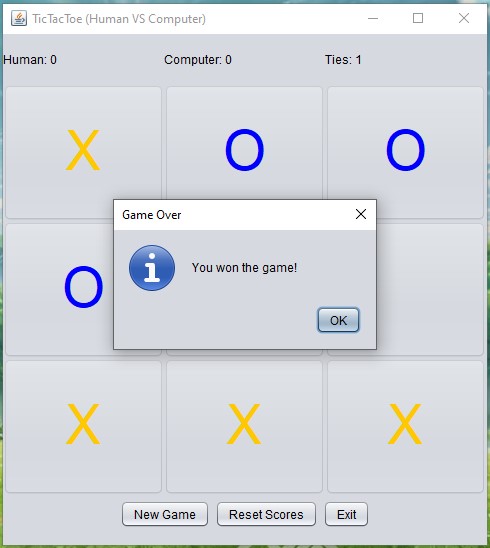 TicTacToe (Human VS Computer)
Human: 0 Computer: 0 Ties: 1
X O O
Game Over
You won the game!
O
OK
X X X
New Game Reset Scores Exit